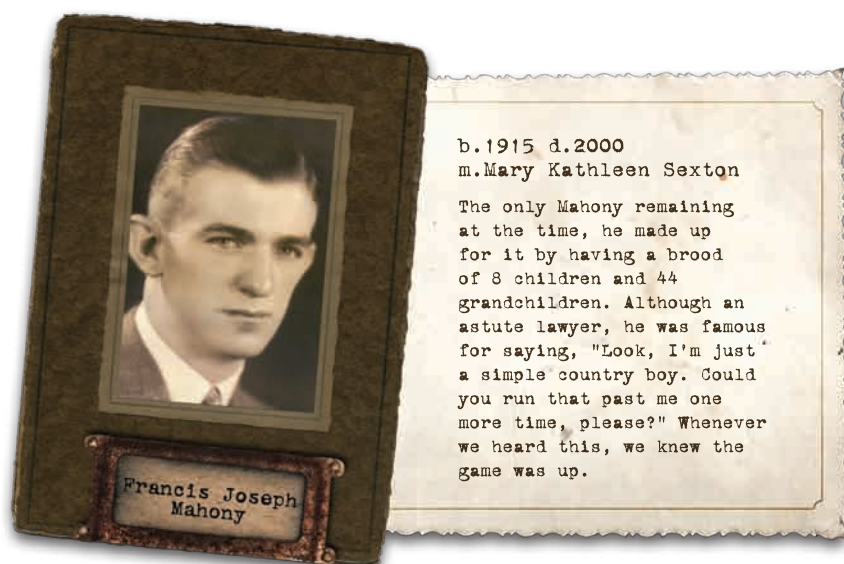 b.1915 d.2000
m.Mary Kathleen Sexton
The only Mahony remaining
at the time, he made up
for it by having a brood
of 8 children and 44
grandchildren. Although an
astute lawyer, he was famous
for saying, "Look, I'm just
a simple country boy. Could
you run that past me one
more time, please?" Whenever
we heard this, we knew the
game was up.
Francis Joseph
Mahony